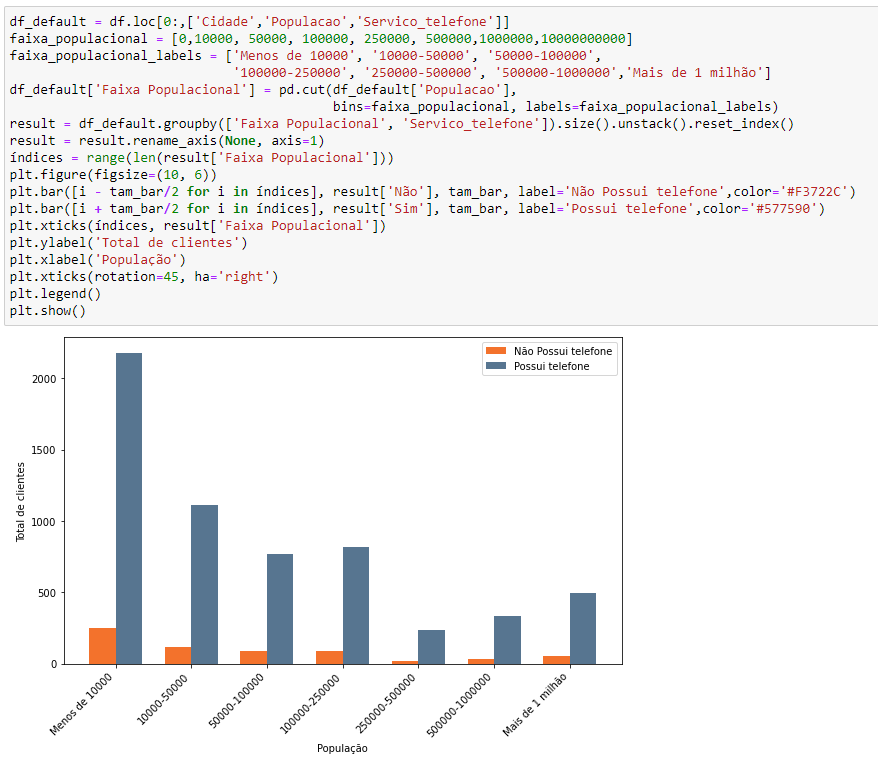 df_default = df.loc[0:,['Cidade','Populacao','Servico_telefone']]
faixa_populacional = [0,10000, 50000, 100000, 250000, 500000,1000000,10000000000]
faixa_populacional_labels = ['Menos de 10000', '10000-50000', '50000-100000',
'100000-250000', '250000-500000', '500000-1000000','Mais de 1 milhão']
df_default['Faixa Populacional'] = pd.cut(df_default['Populacao'],
bins=faixa_populacional, labels=faixa_populacional_labels)
result = df_default.groupby(['Faixa Populacional', 'Servico_telefone']).size().unstack().reset_index()
result = result.rename_axis(None, axis=1)
índices = range(len(result['Faixa Populacional']))
plt.figure(figsize=(10, 6))
plt.bar([i - tam_bar/2 for i in índices], result['Não'], tam_bar, label='Não Possui telefone',color='#F3722C')
plt.bar([i + tam_bar/2 for i in índices], result['Sim'], tam_bar, label='Possui telefone',color='#577590')
plt.xticks(índices, result['Faixa Populacional'])
plt.ylabel('Total de clientes')
plt.xlabel('População')
plt.xticks(rotation=45, ha='right')
plt.legend()
plt.show()
Não Possui telefone
Possui telefone
2000
1500
1000
500
0
Total de clientes
Menos de 10000
10000-50000
50000-100000
100000-250000
250000-500000
500000-1000000
Mais de 1 milhão
População